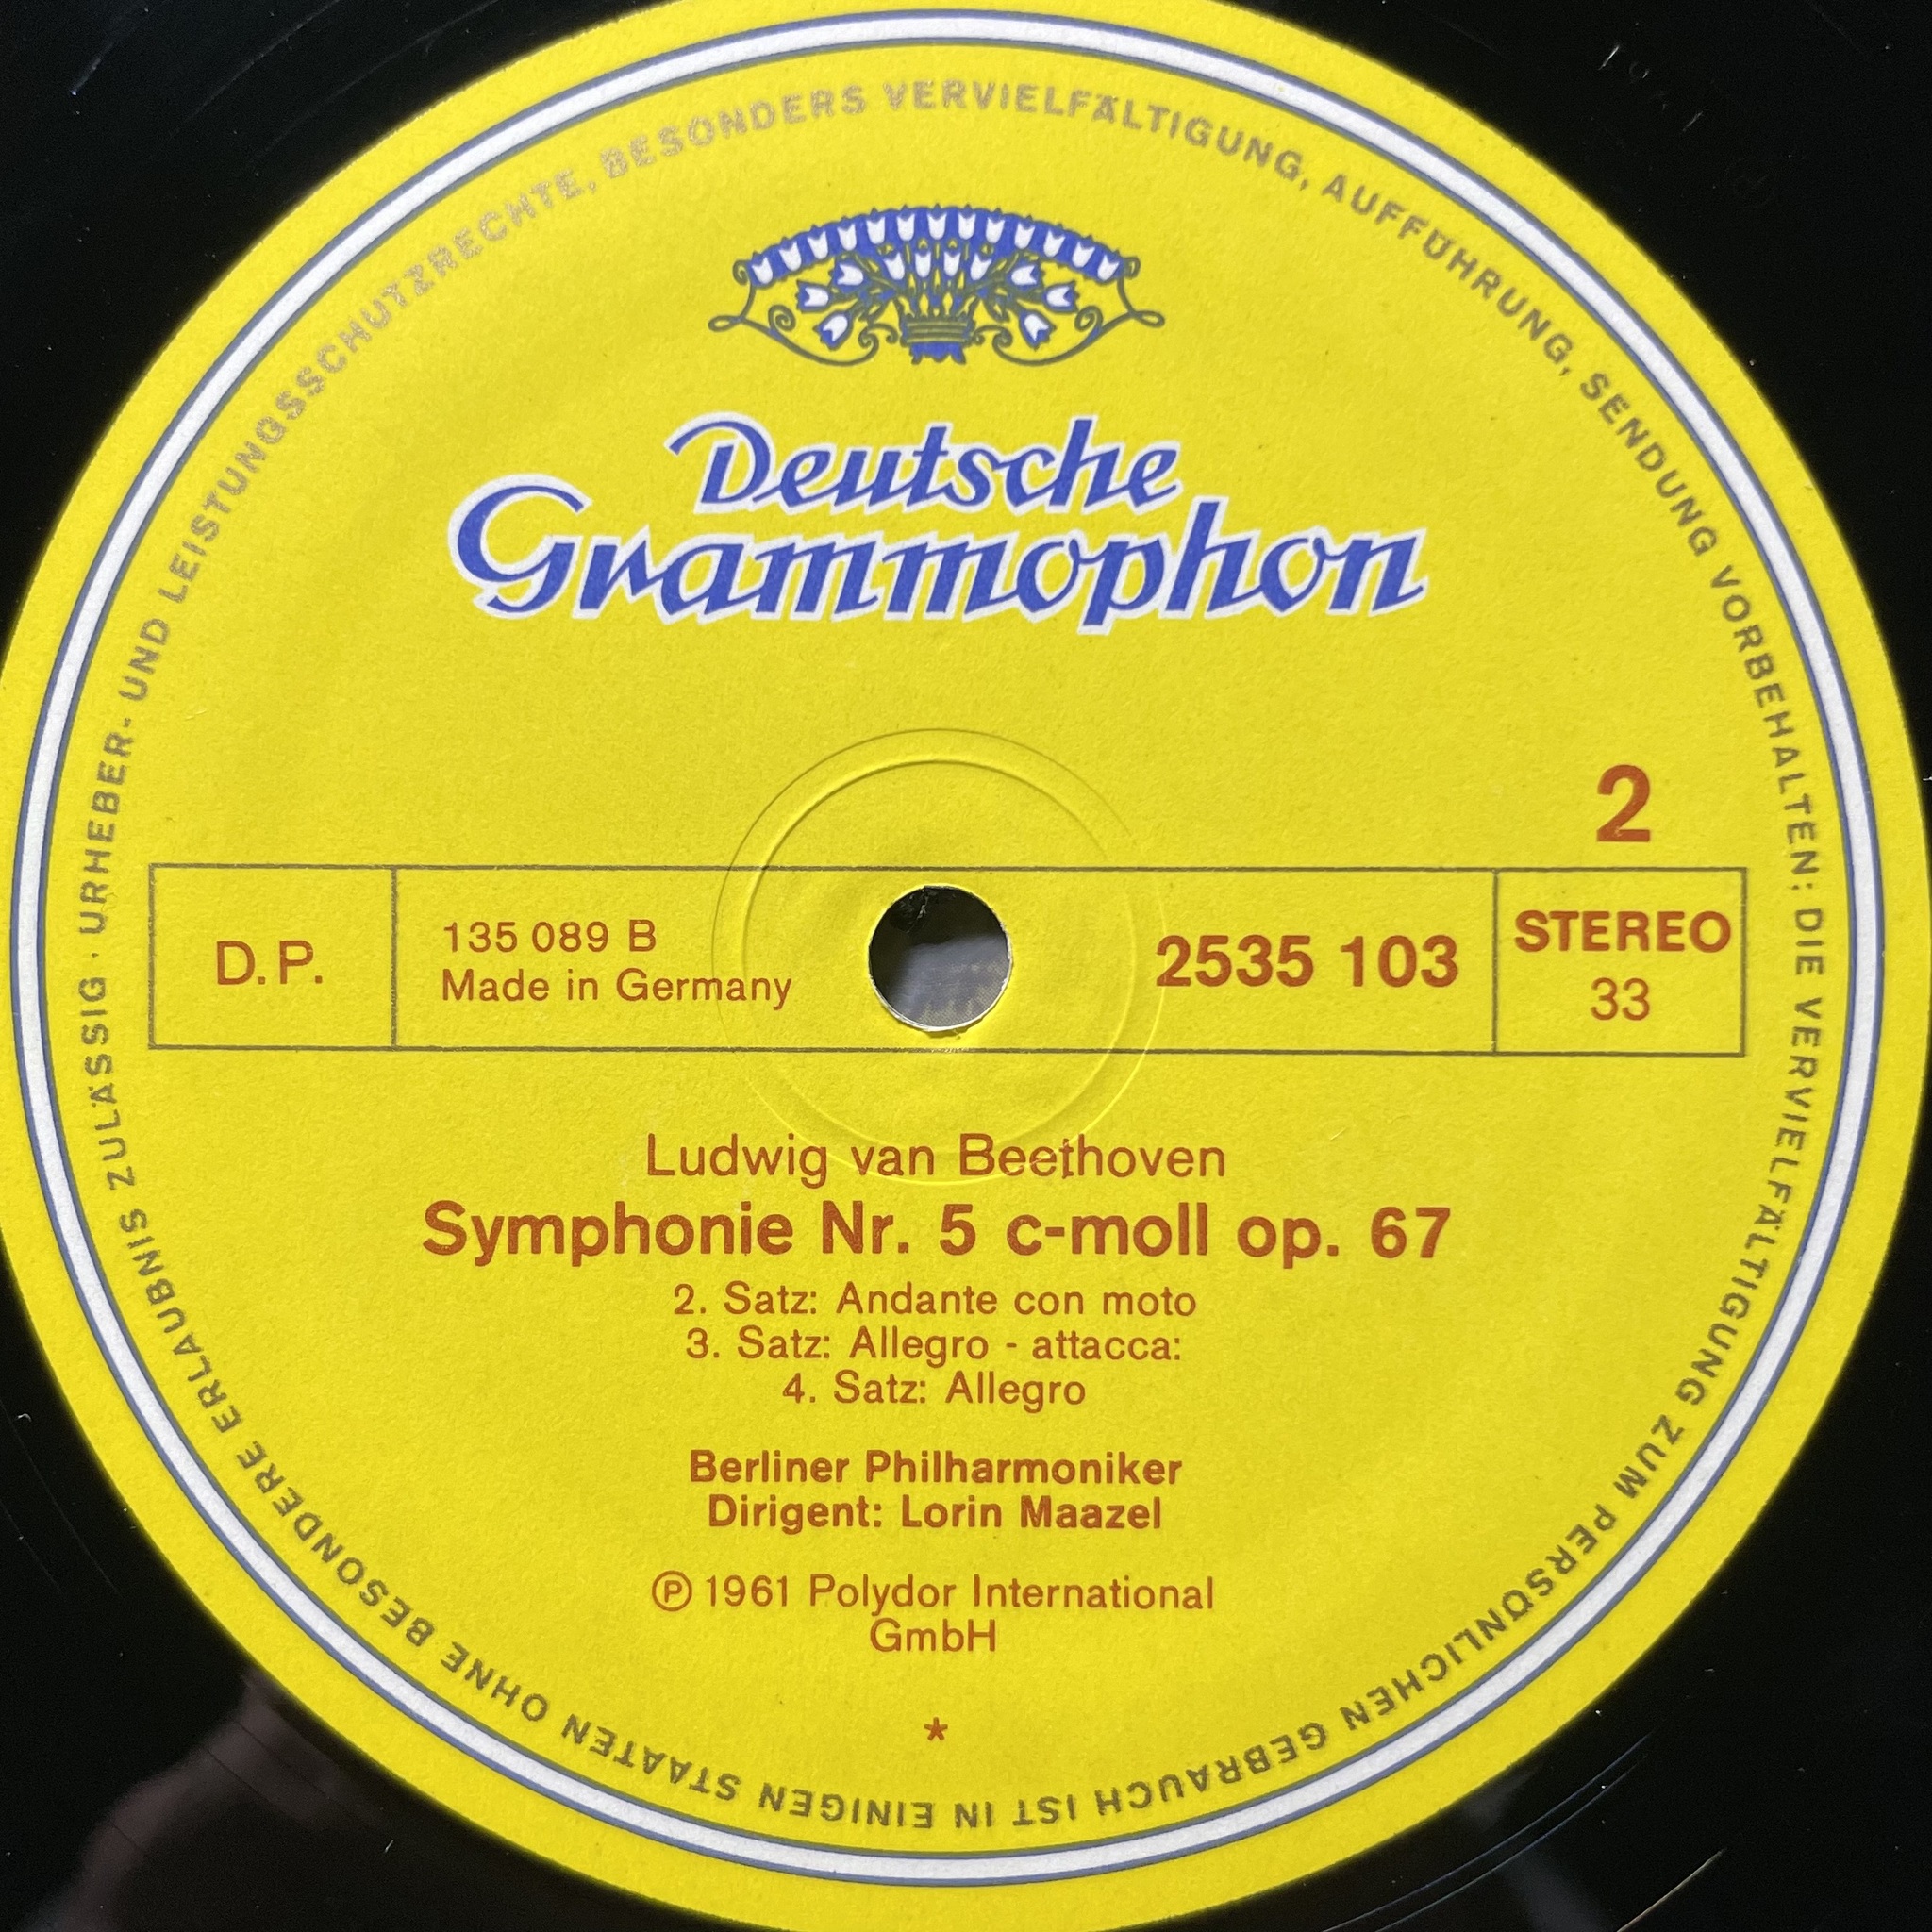 URHEBER- UND LEISTUNGSSCHUTZRECHTE, BESONDERS VERVIELFÄLTIGUNG, AUFFÜHRUNG, SENDUNG VORBEHALTEN; DIE VERVIELFÄLTIGUNG ZUM PERSÖNLICHEN GEBRAUCH IST IN EINIGEN STAATEN OHNE BESONDERE ERLAUBNIS ZULÄSSIG ·
Deutsche
Grammophon
2
D.P.
135 089 B
Made in Germany
2535 103
STEREO
33
Ludwig van Beethoven
Symphonie Nr. 5 c-moll op. 67
2. Satz: Andante con moto
3. Satz: Allegro - attacca:
4. Satz: Allegro
Berliner Philharmoniker
Dirigent: Lorin Maazel
℗ 1961 Polydor International
GmbH
*